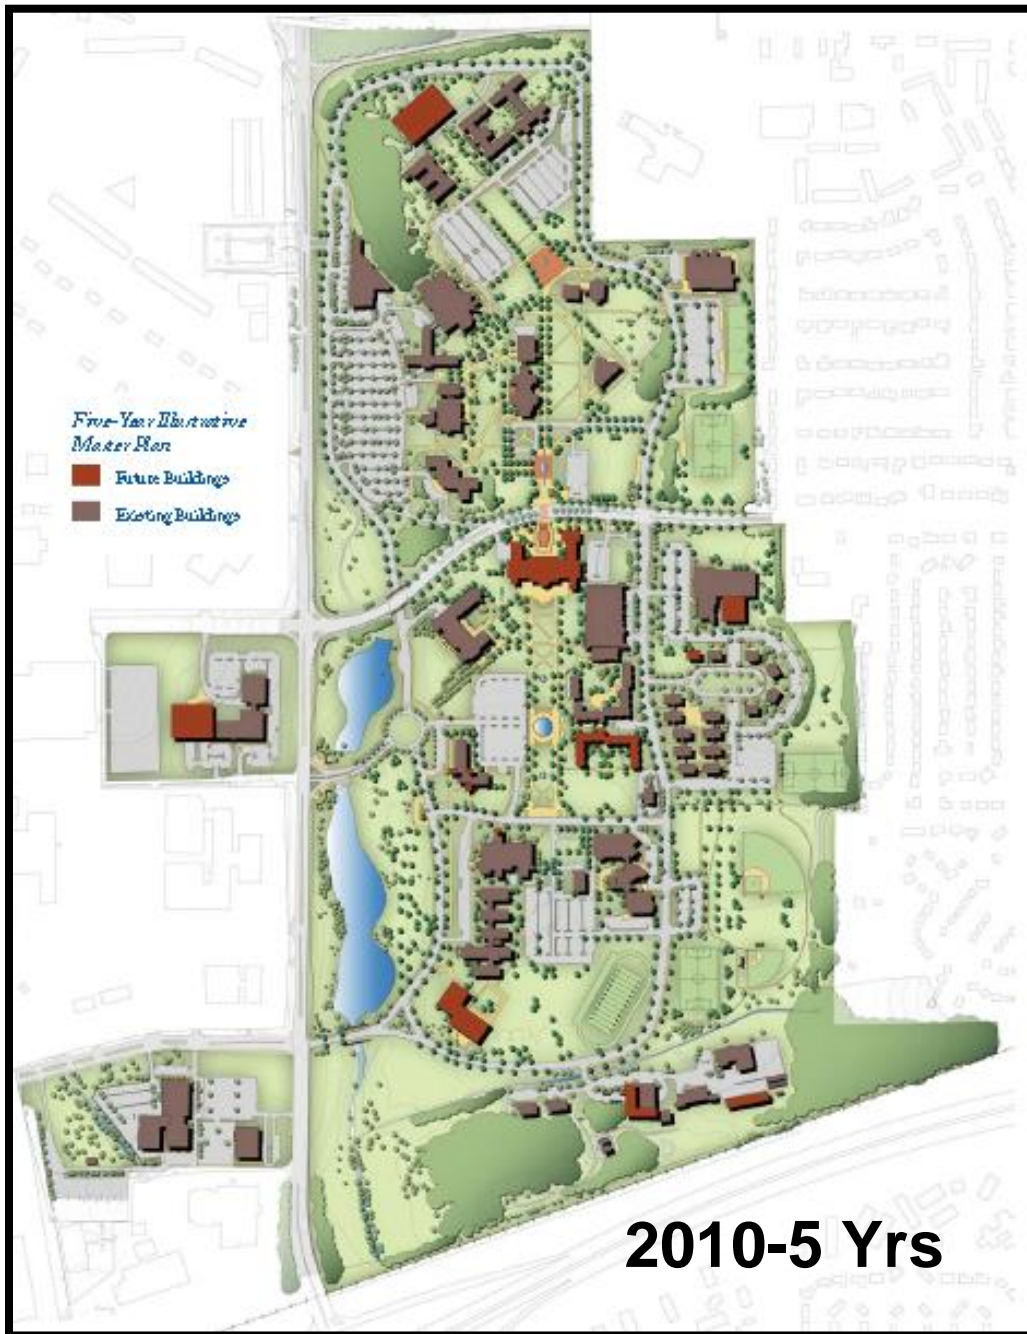 Five-Year Illustrative
Master Plan
Future Buildings
Existing Buildings
2010-5 Yrs